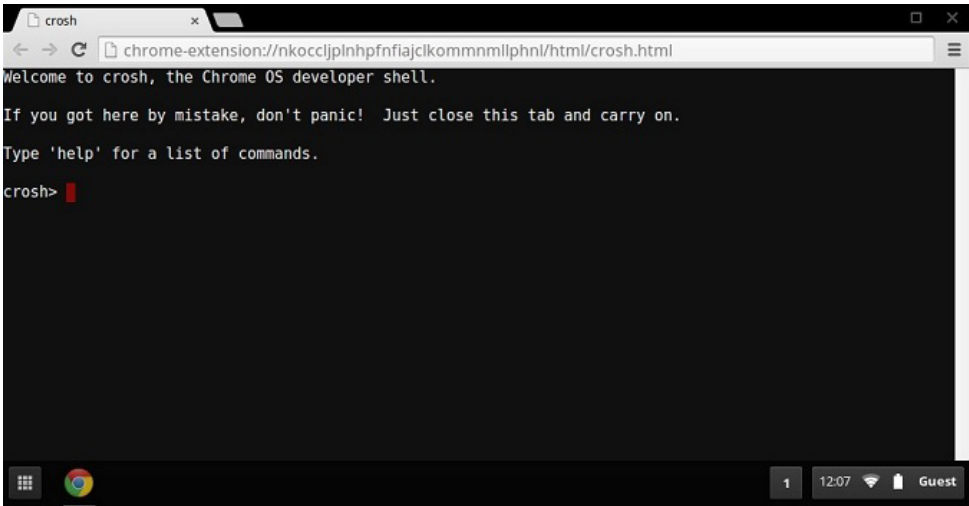 crosh
chrome-extension://nkoccljplnhpfnfiajclkommnmllphnl/html/crosh.html
Welcome to crosh, the Chrome OS developer shell.
If you got here by mistake, don't panic!  Just close this tab and carry on.
Type 'help' for a list of commands.
crosh>
1 12:07 Guest